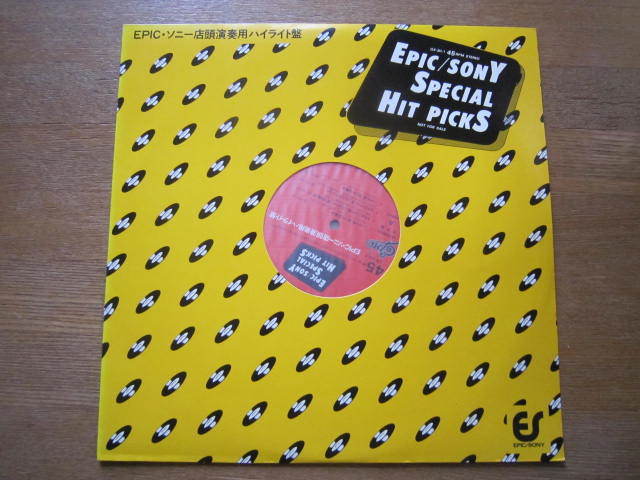 EPIC・ソニー店頭演奏用ハイライト盤
45 RPM STEREO
EPIC/SONY
SPECIAL
HIT PICKS
NOT FOR SALE
EPIC・ソニー店頭演奏用ハイライト盤
45
EPIC SONY
SPECIAL
HIT PICKS
ES
EPIC/SONY